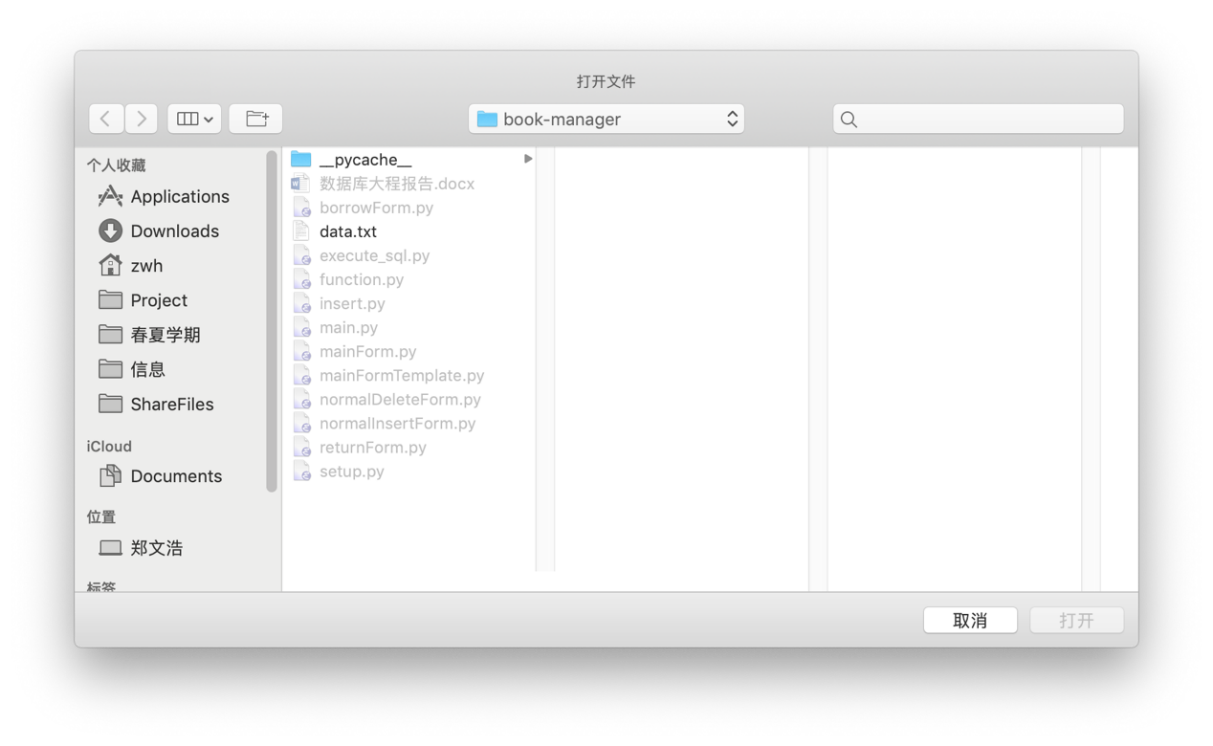 打开文件
book-manager
个人收藏
Applications
Downloads
zwh
Project
春夏学期
信息
ShareFiles
iCloud
Documents
位置
郑文浩
标签
__pycache__
数据库大程报告.docx
borrowForm.py
data.txt
execute_sql.py
function.py
insert.py
main.py
mainForm.py
mainFormTemplate.py
normalDeleteForm.py
normalInsertForm.py
returnForm.py
setup.py
取消
打开